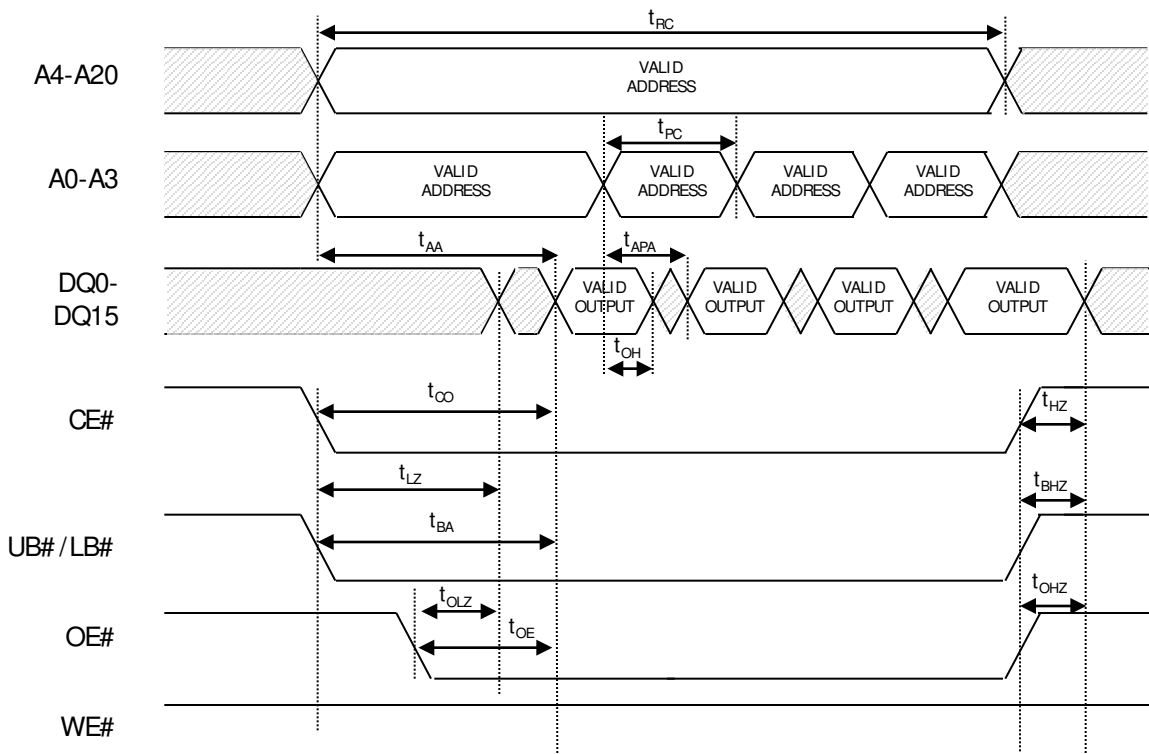 tRC
A4-A20
VALID
ADDRESS
tPC
A0-A3
VALID
ADDRESS
VALID
ADDRESS
VALID
ADDRESS
VALID
ADDRESS
tAA
tAPA
DQ0-
DQ15
VALID
OUTPUT
VALID
OUTPUT
VALID
OUTPUT
VALID
OUTPUT
tOH
CE#
tCO
tHZ
tLZ
tBHZ
UB# / LB#
tBA
tOLZ
tOHZ
OE#
tOE
WE#